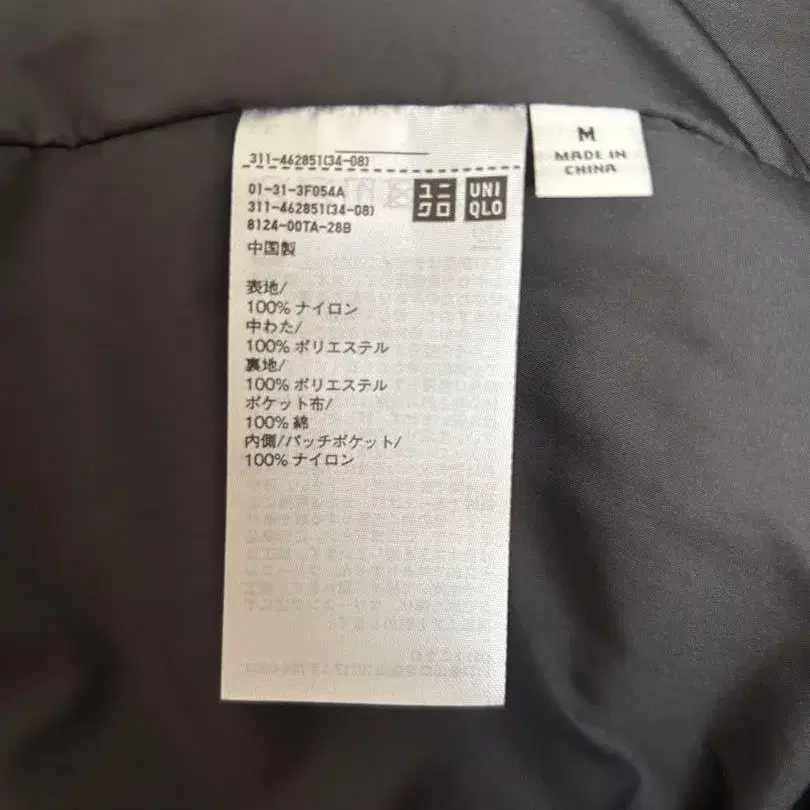 311-462851(34-08)
01-31-3F054A
311-462851(34-08)
8124-00TA-28B
ユニ
クロ
UNI
QLO
中国製
表地/
100% ナイロン
中わた/
100% ポリエステル
裏地/
100% ポリエステル
ポケット布/
100% 綿
内側/パッチポケット/
100% ナイロン
M
MADE IN
CHINA